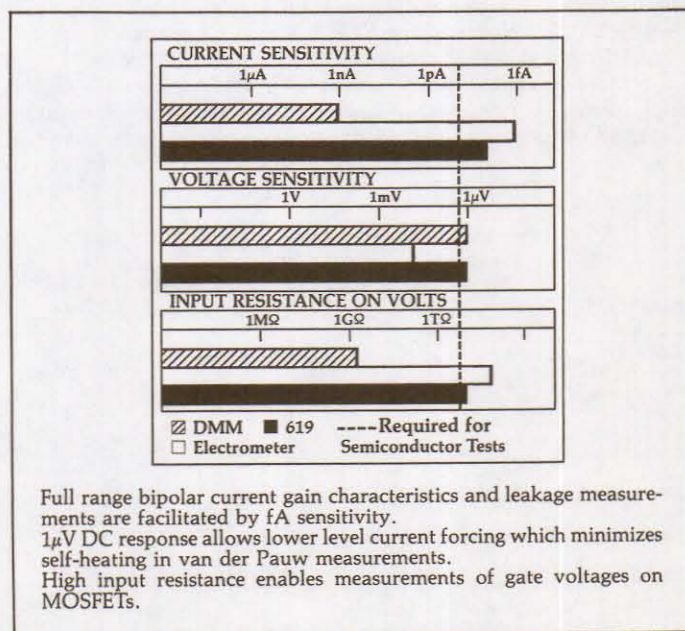 CURRENT SENSITIVITY
1μA 1nA 1pA 1fA
VOLTAGE SENSITIVITY
1V 1mV 1μV
INPUT RESISTANCE ON VOLTS
1MΩ 1GΩ 1TΩ
DMM 619 ----Required for
Electrometer Semiconductor Tests
Full range bipolar current gain characteristics and leakage measure-
ments are facilitated by fA sensitivity.
1μV DC response allows lower level current forcing which minimizes
self-heating in van der Pauw measurements.
High input resistance enables measurements of gate voltages on
MOSFETs.